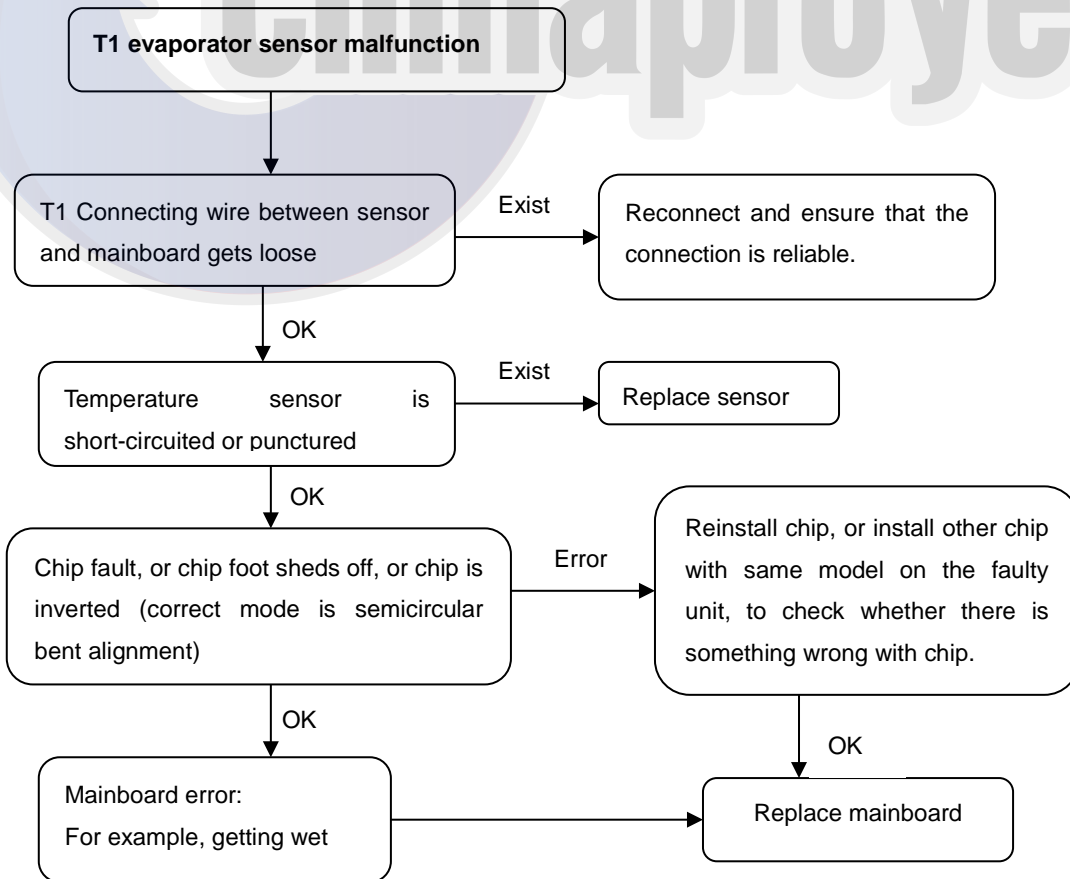 T1 evaporator sensor malfunction
T1 Connecting wire between sensor
and mainboard gets loose
Exist
Reconnect and ensure that the
connection is reliable.
OK
Temperature sensor is
short-circuited or punctured
Exist
Replace sensor
OK
Chip fault, or chip foot sheds off, or chip is
inverted (correct mode is semicircular
bent alignment)
Error
Reinstall chip, or install other chip
with same model on the faulty
unit, to check whether there is
something wrong with chip.
OK
OK
Mainboard error:
For example, getting wet
Replace mainboard